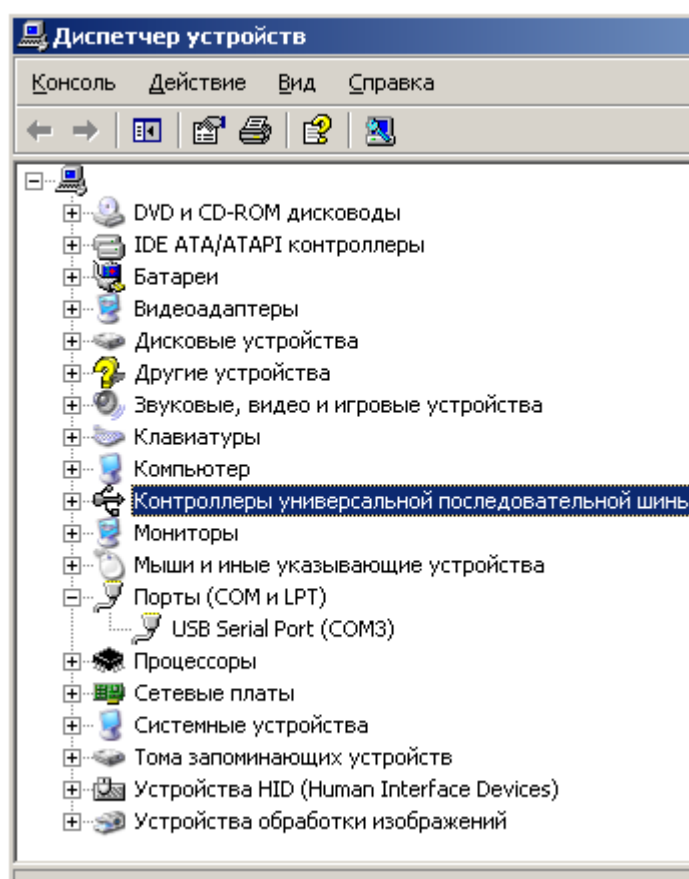 Диспетчер устройств
Консоль Действие Вид Справка
DVD и CD-ROM дисководы
IDE ATA/ATAPI контроллеры
Батареи
Видеоадаптеры
Дисковые устройства
Другие устройства
Звуковые, видео и игровые устройства
Клавиатуры
Компьютер
Контроллеры универсальной последовательной шины
Мониторы
Мыши и иные указывающие устройства
Порты (COM и LPT)
USB Serial Port (COM3)
Процессоры
Сетевые платы
Системные устройства
Тома запоминающих устройств
Устройства HID (Human Interface Devices)
Устройства обработки изображений